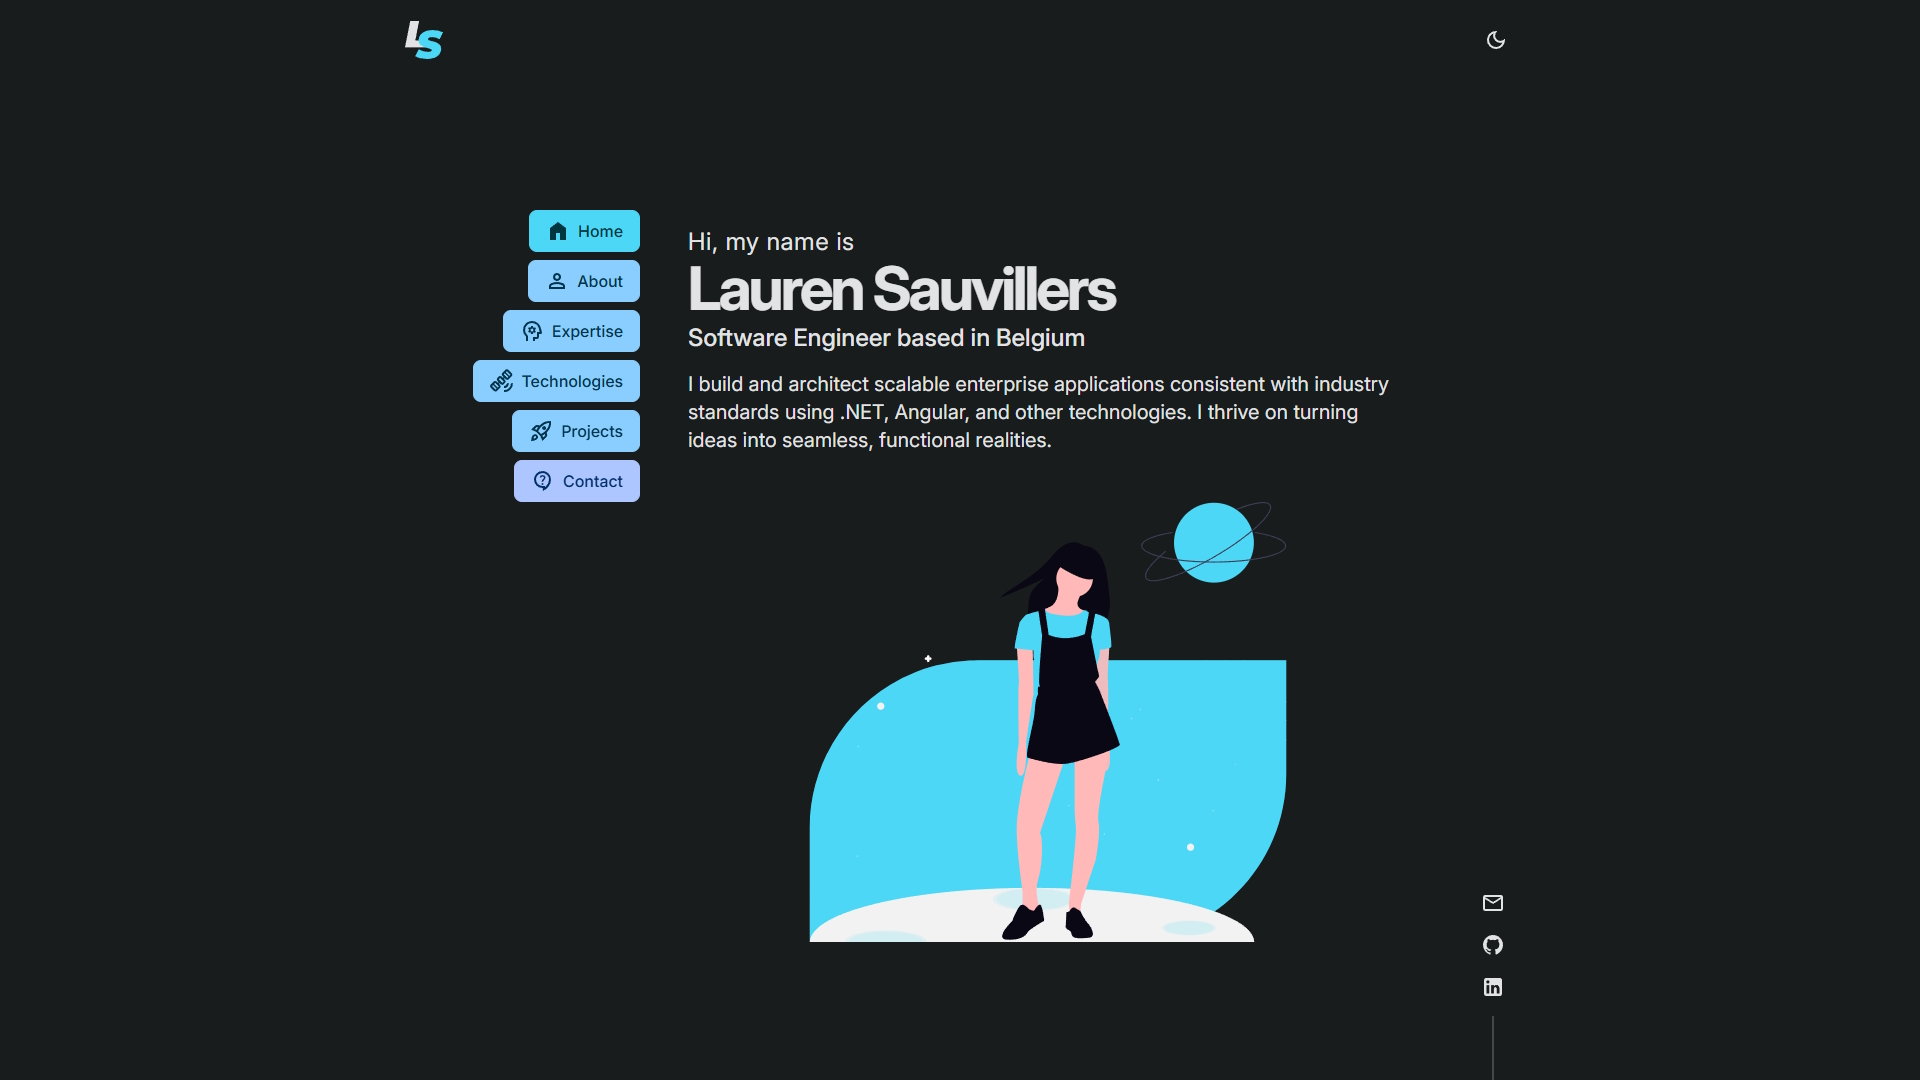 LS
Home
About
Expertise
Technologies
Projects
Contact
Hi, my name is
Lauren Sauvillers
Software Engineer based in Belgium
I build and architect scalable enterprise applications consistent with industry
standards using .NET, Angular, and other technologies. I thrive on turning
ideas into seamless, functional realities.
in